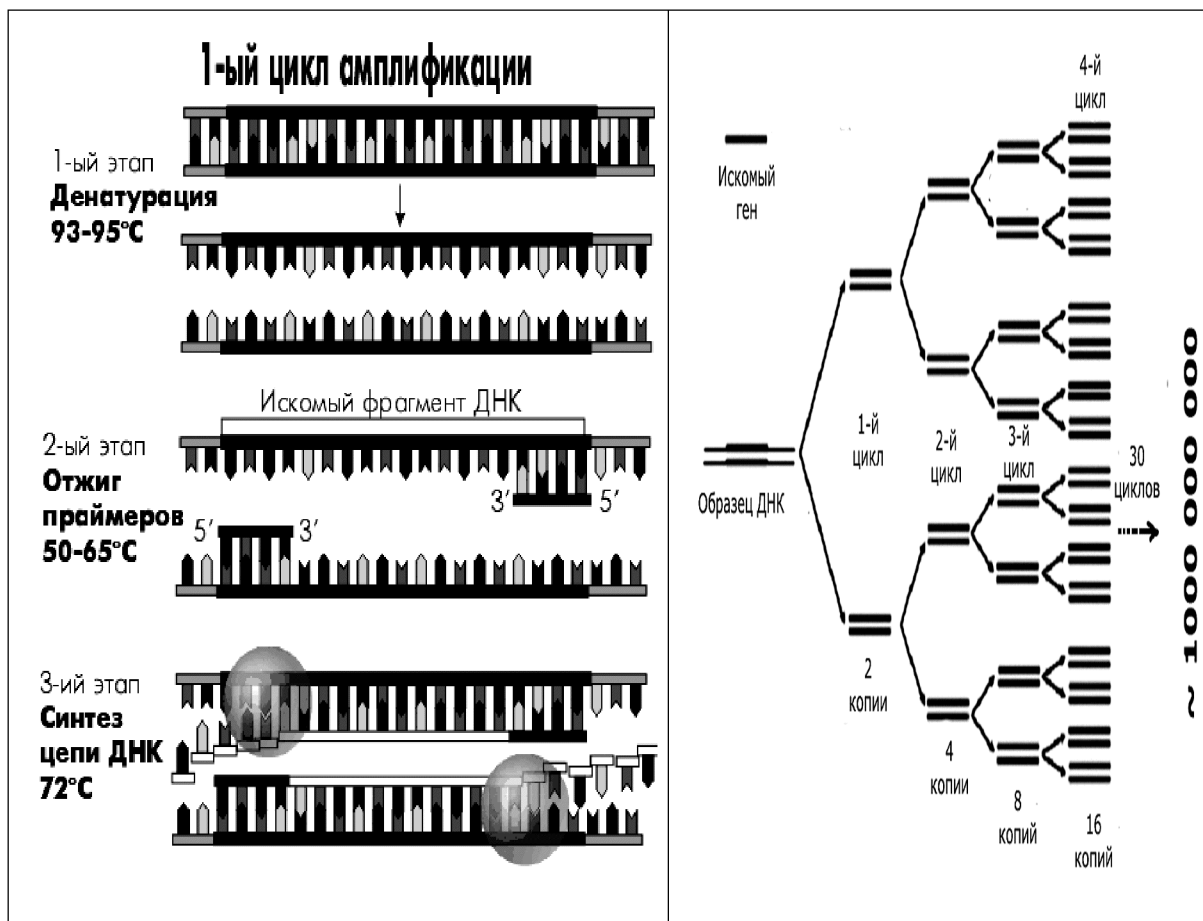 1-ый цикл амплификации
1-ый этап
Денатурация
93-95°C
Искомый фрагмент ДНК
2-ый этап
Отжиг
праймеров
50-65°C
3′ 5′
5′ 3′
3-ий этап
Синтез
цепи ДНК
72°C
4-й
цикл
Искомый
ген
1-й
цикл
2-й
цикл
3-й
цикл
30
циклов
Образец ДНК
~ 1000 000 000
2
копии
4
копии
8
копий
16
копий